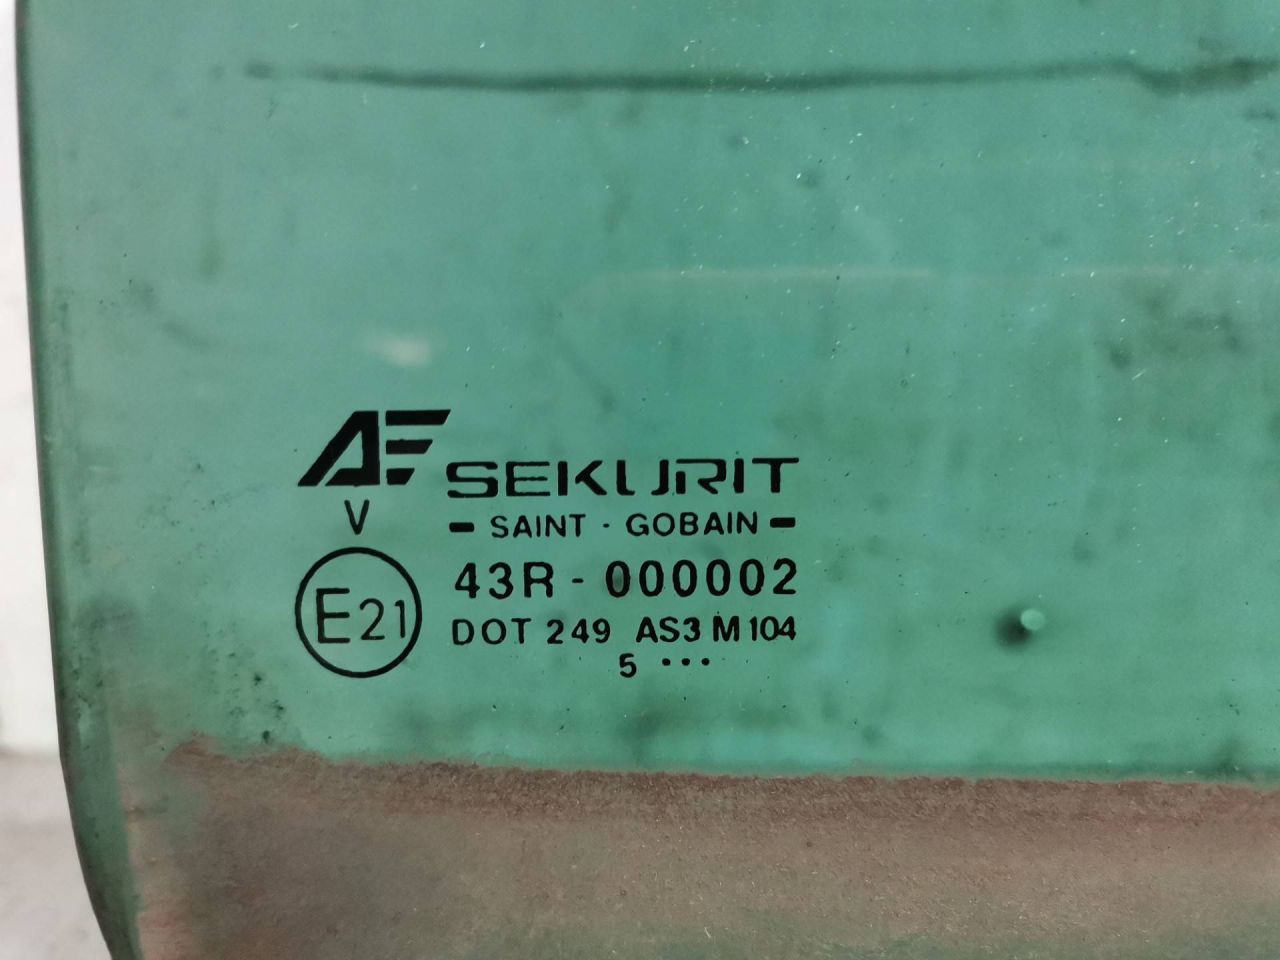 AF SEKURIT
V - SAINT · GOBAIN -
43R - 000002
E21 DOT 249 AS3 M104
5 ...